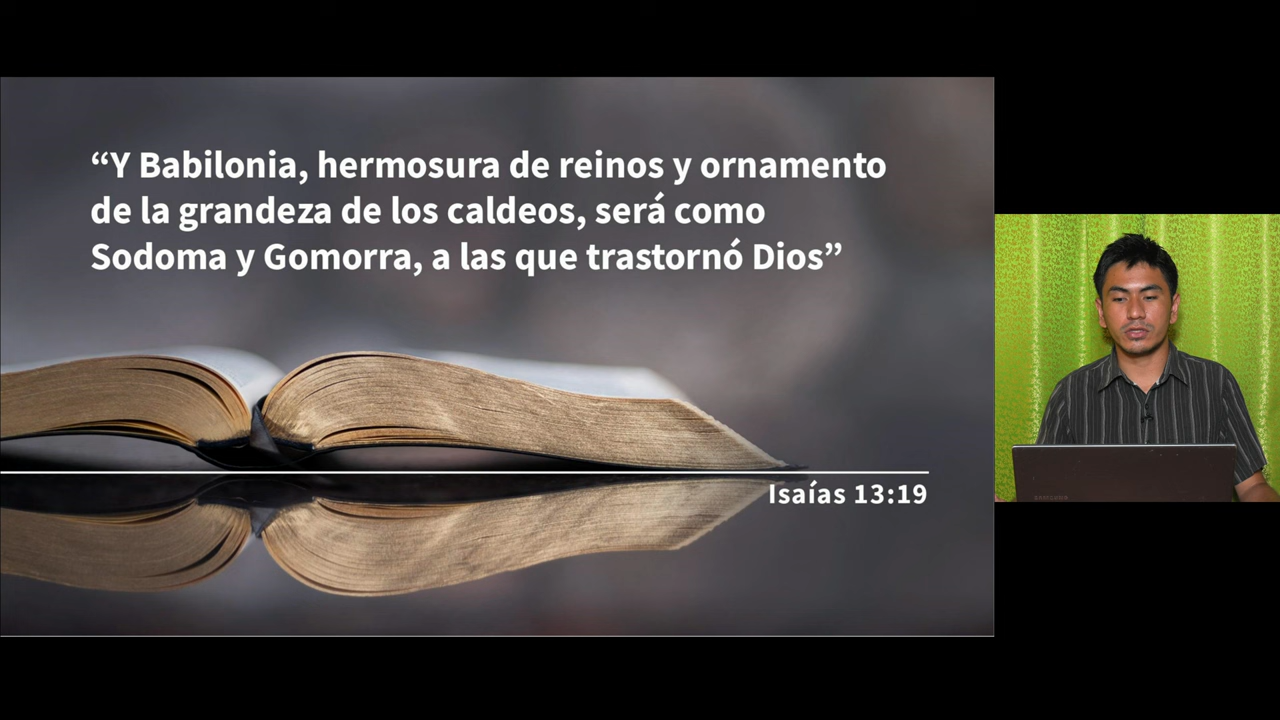 “Y Babilonia, hermosura de reinos y ornamento
de la grandeza de los caldeos, será como
Sodoma y Gomorra, a las que trastornó Dios”
Isaías 13:19
SAMSUNG